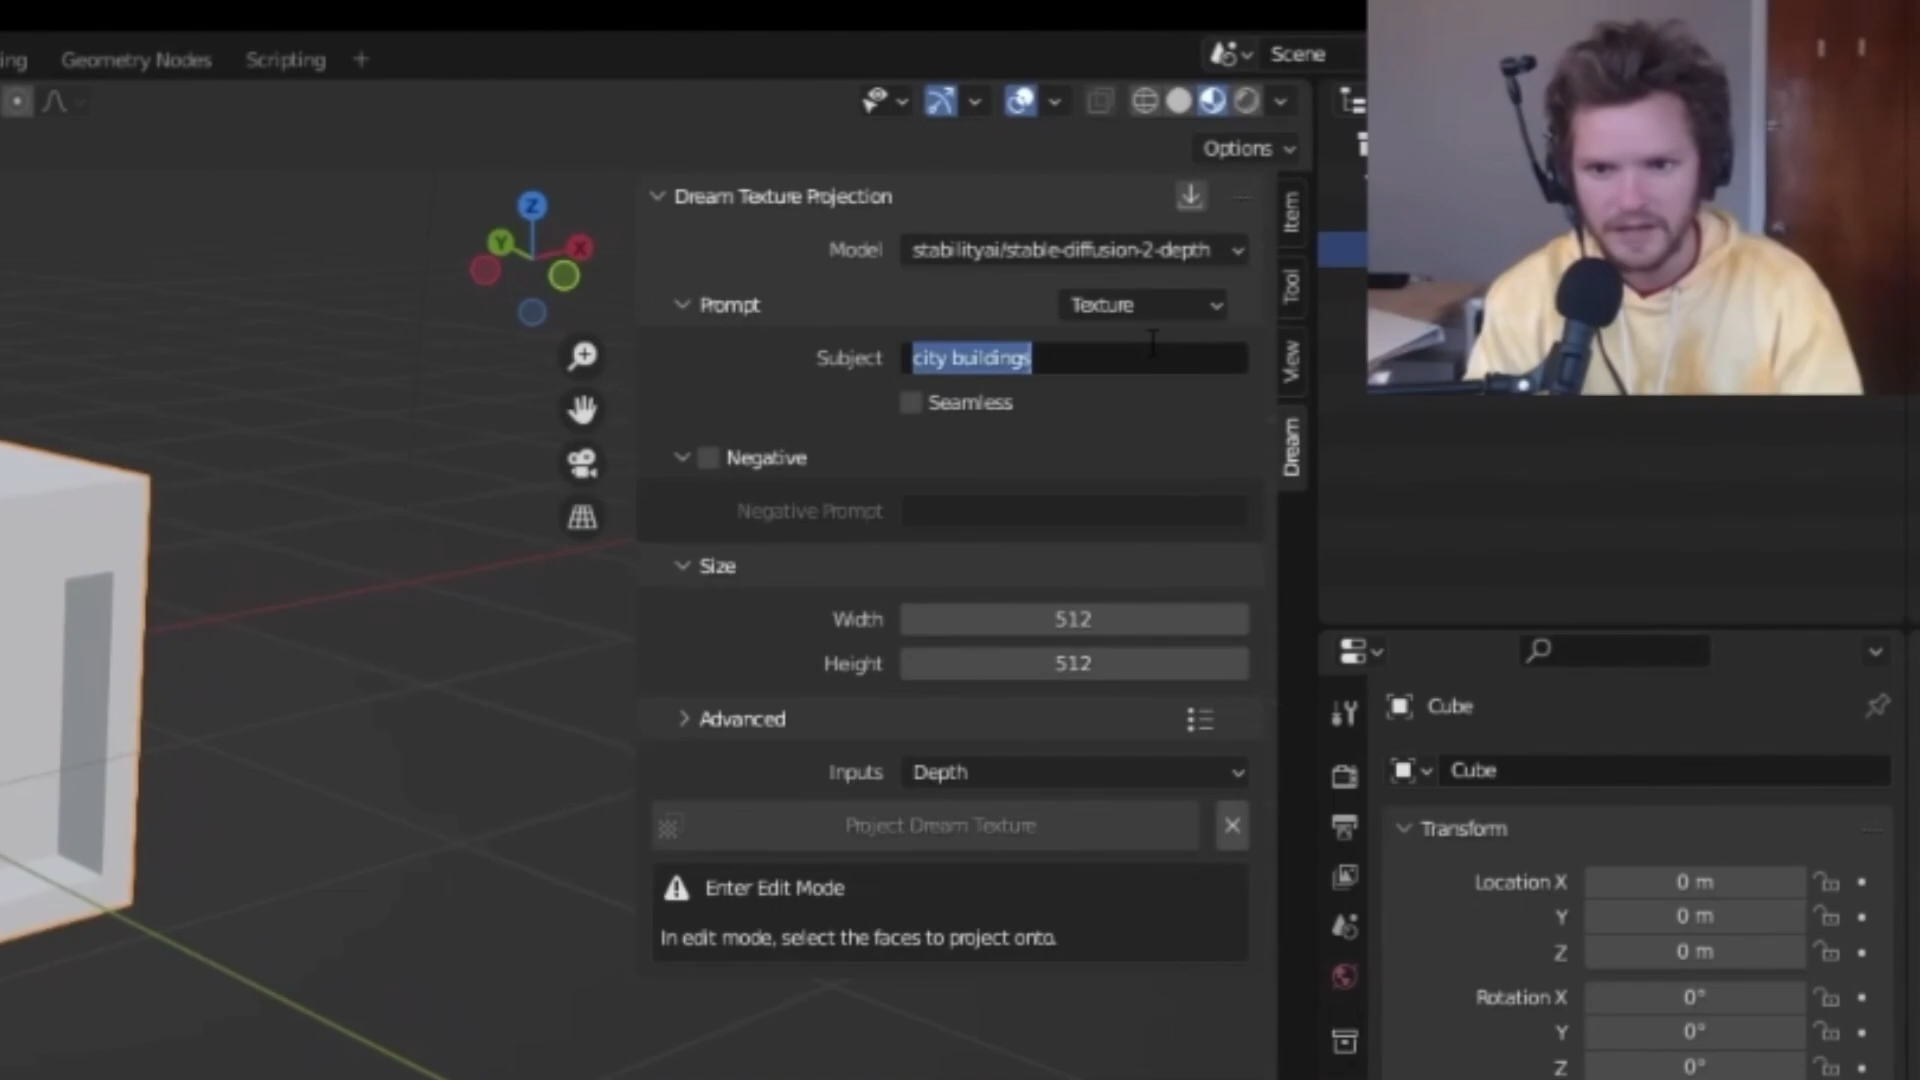 ing Geometry Nodes Scripting +
Scene
Options
Z
Y X
Dream Texture Projection
Model stabilityai/stable-diffusion-2-depth
Prompt Texture
Subject city buildings
Seamless
Negative
Negative Prompt
Size
Width 512
Height 512
Advanced
Inputs Depth
Project Dream Texture
Enter Edit Mode
In edit mode, select the faces to project onto.
Item
Tool
View
Dream
Cube
Cube
Transform
Location X 0 m
Y 0 m
Z 0 m
Rotation X 0°
Y 0°
Z 0°